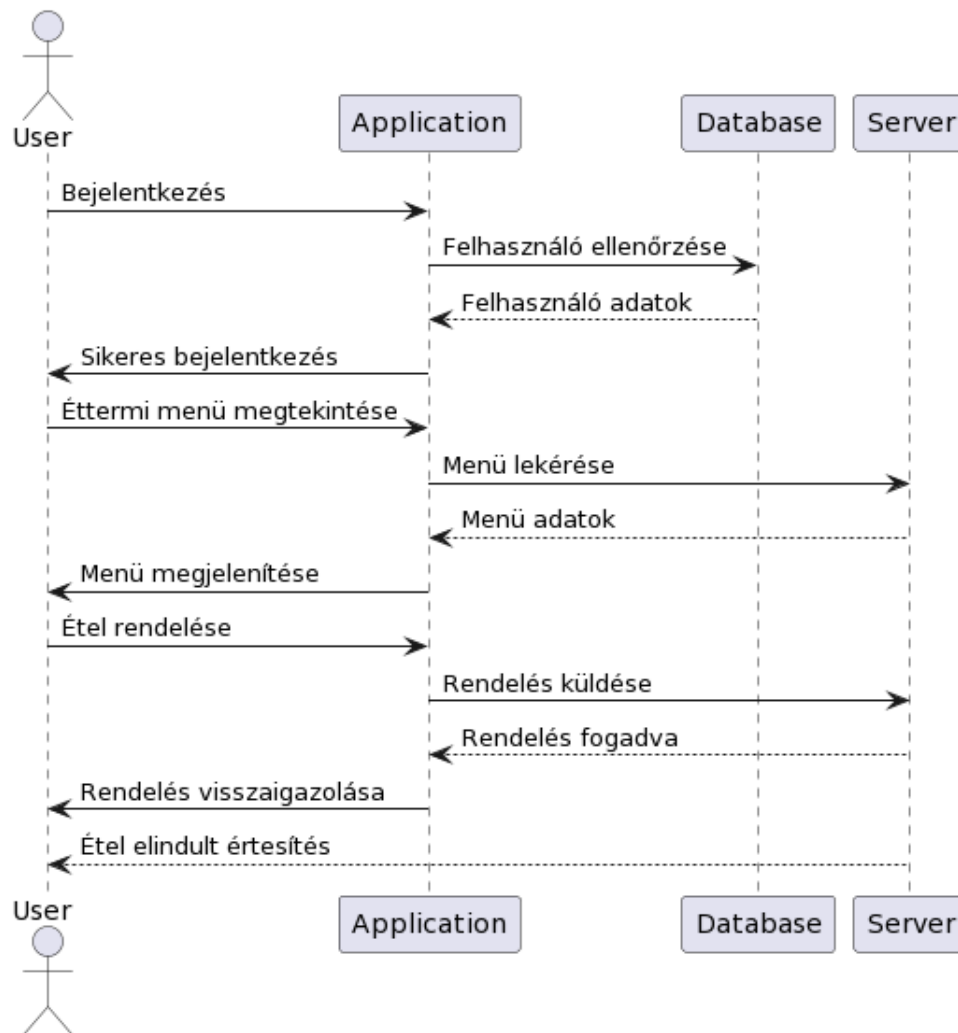 User
Application
Database
Server
Bejelentkezés
Felhasználó ellenőrzése
Felhasználó adatok
Sikeres bejelentkezés
Éttermi menü megtekintése
Menü lekérése
Menü adatok
Menü megjelenítése
Étel rendelése
Rendelés küldése
Rendelés fogadva
Rendelés visszaigazolása
Étel elindult értesítés
User
Application
Database
Server